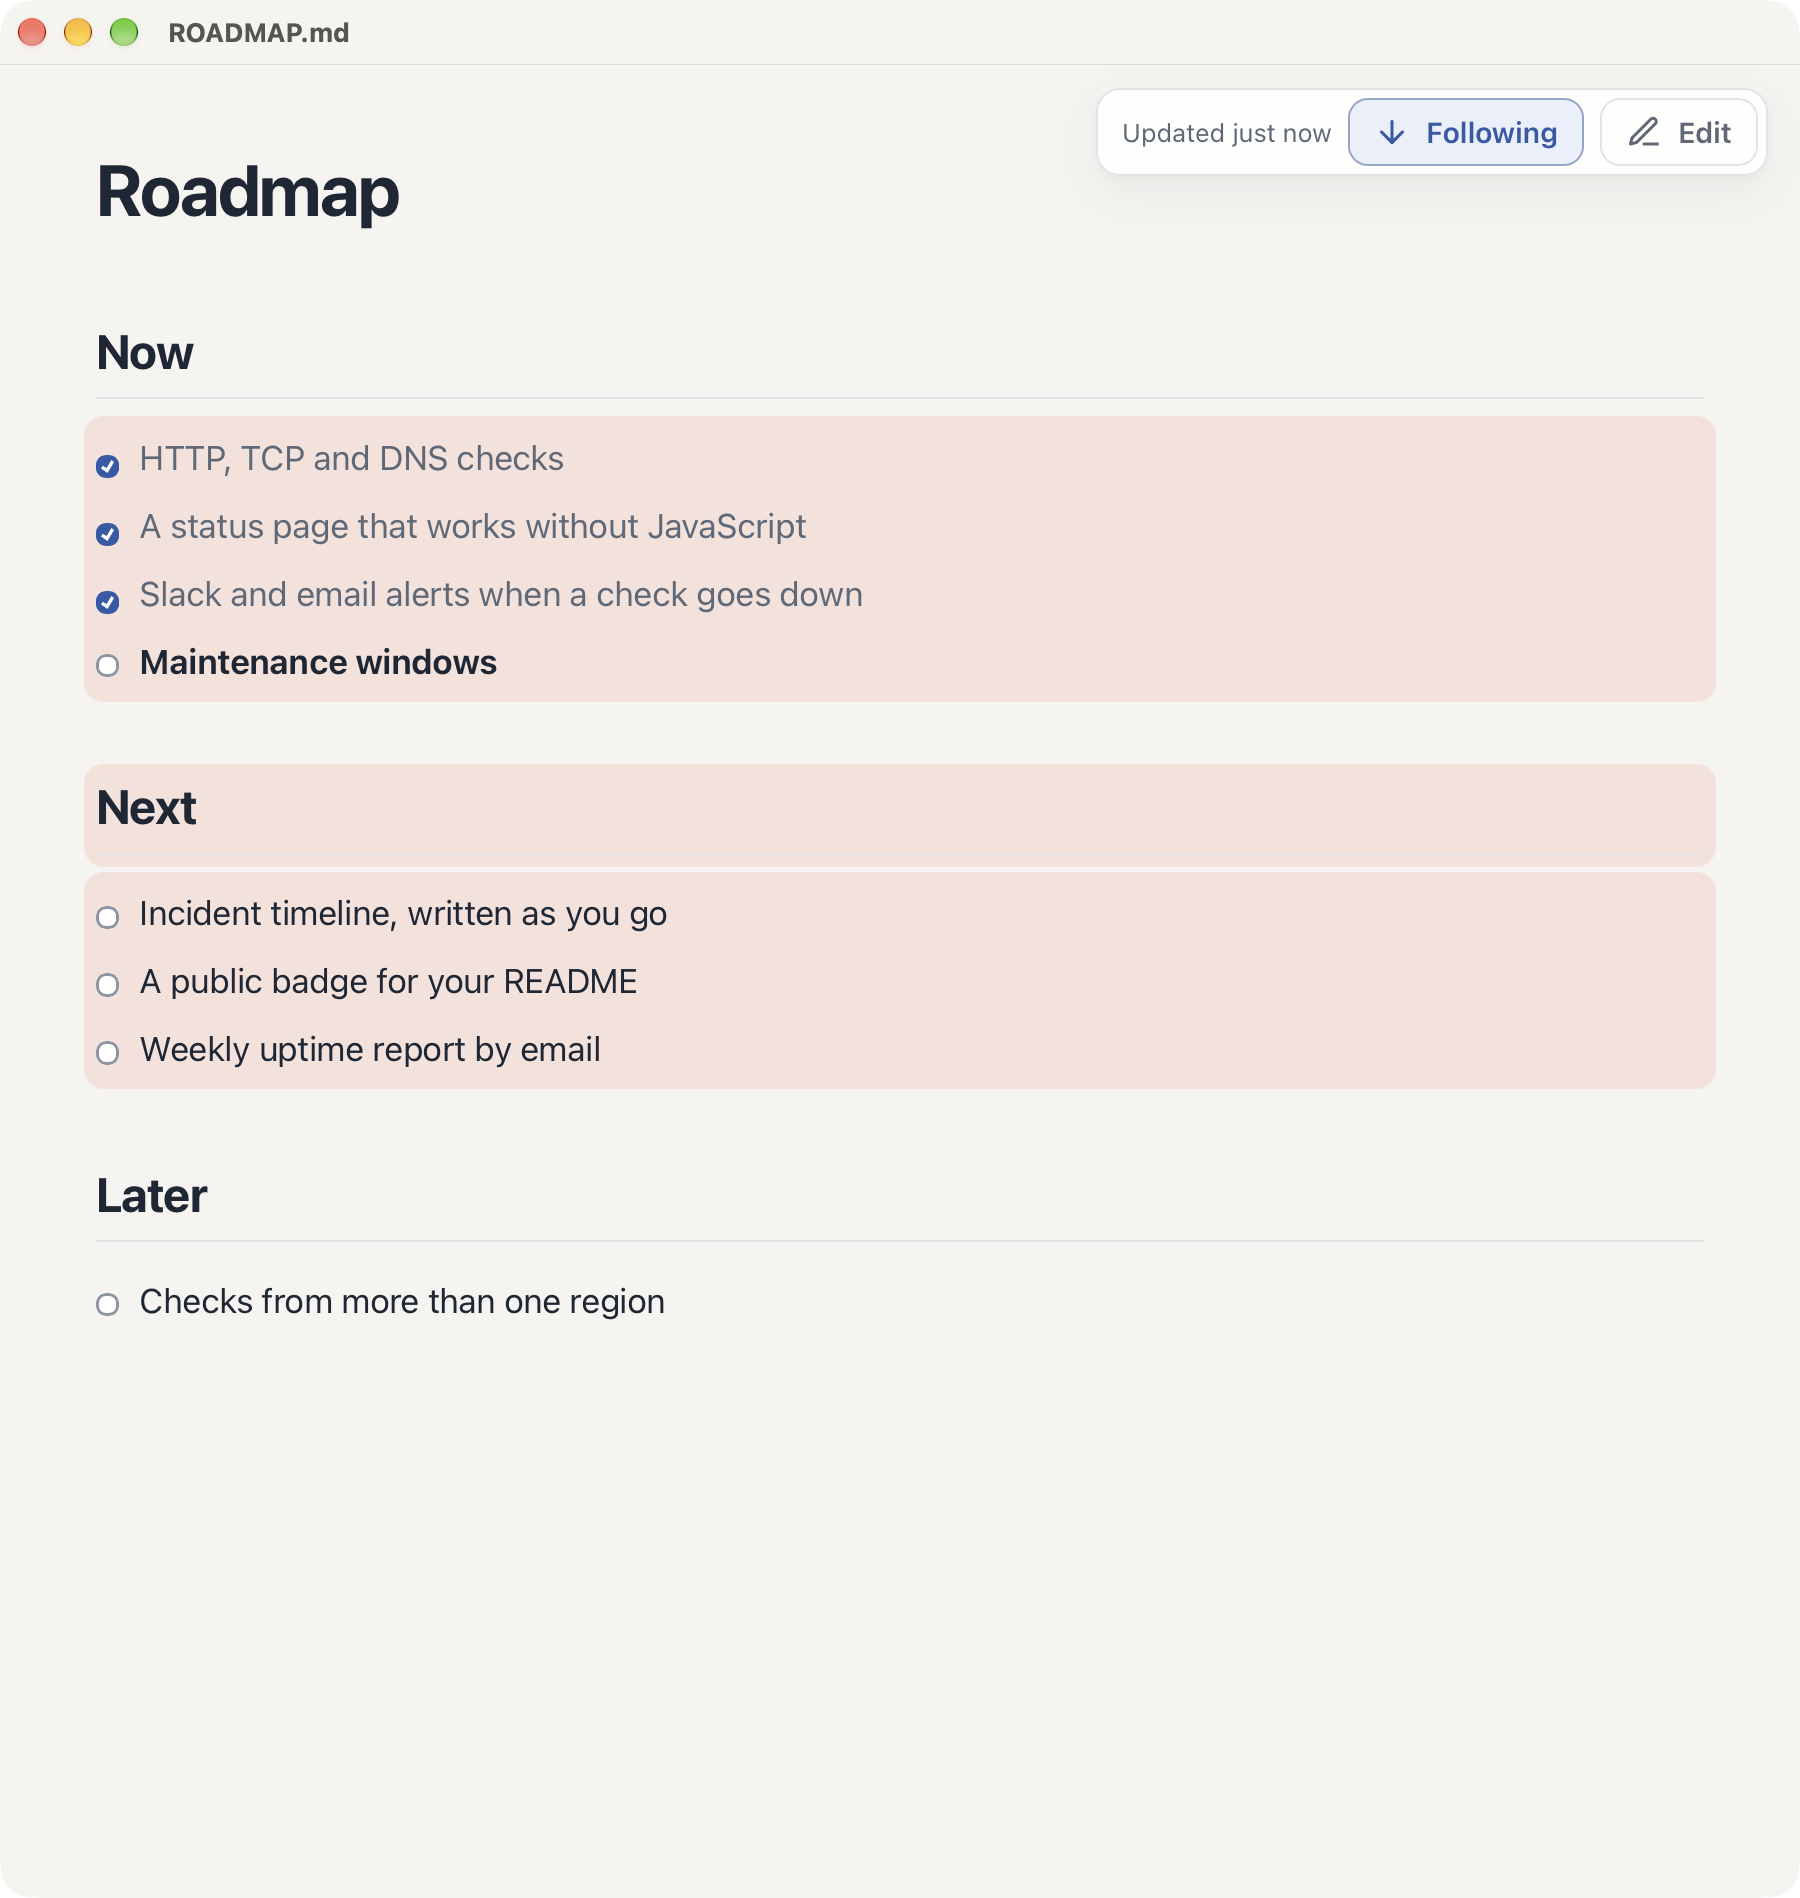 ROADMAP.md
Updated just now
Following
Edit
Roadmap
Now
HTTP, TCP and DNS checks
A status page that works without JavaScript
Slack and email alerts when a check goes down
Maintenance windows
Next
Incident timeline, written as you go
A public badge for your README
Weekly uptime report by email
Later
Checks from more than one region